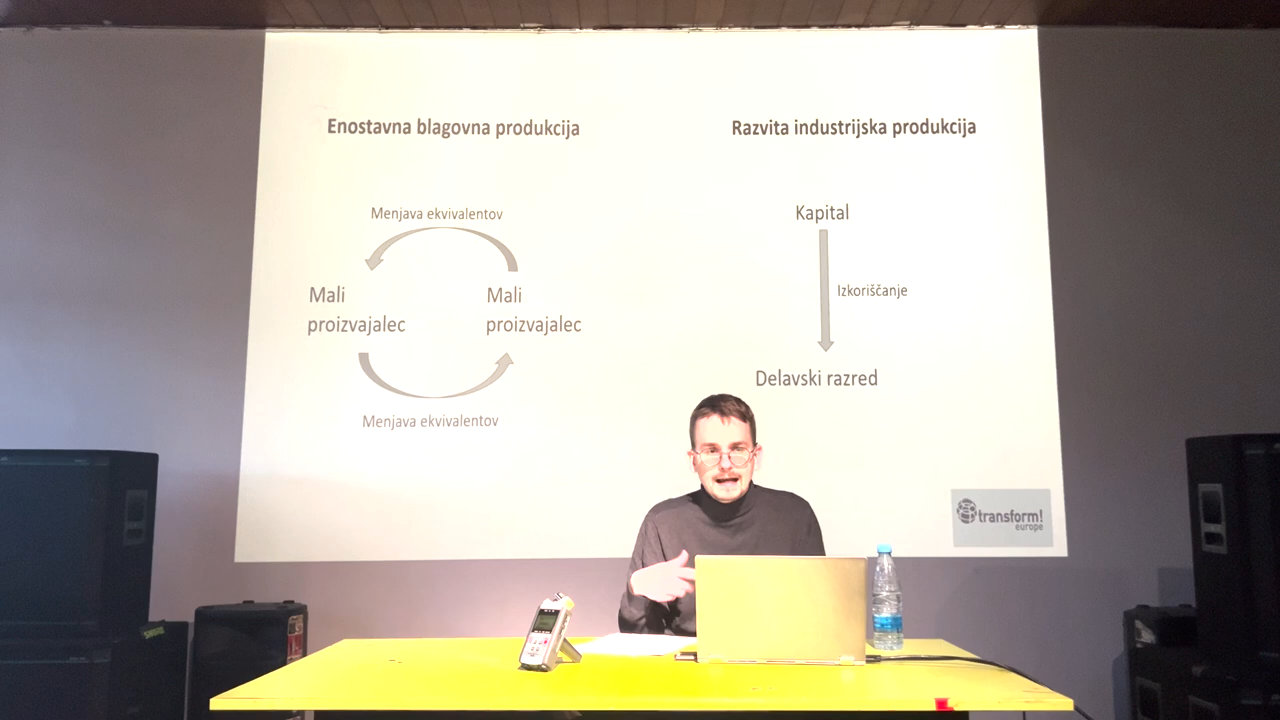 Enostavna blagovna produkcija
Menjava ekvivalentov
Mali
proizvajalec
Mali
proizvajalec
Menjava ekvivalentov
Razvita industrijska produkcija
Kapital
Izkoriščanje
Delavski razred
transform!
europe